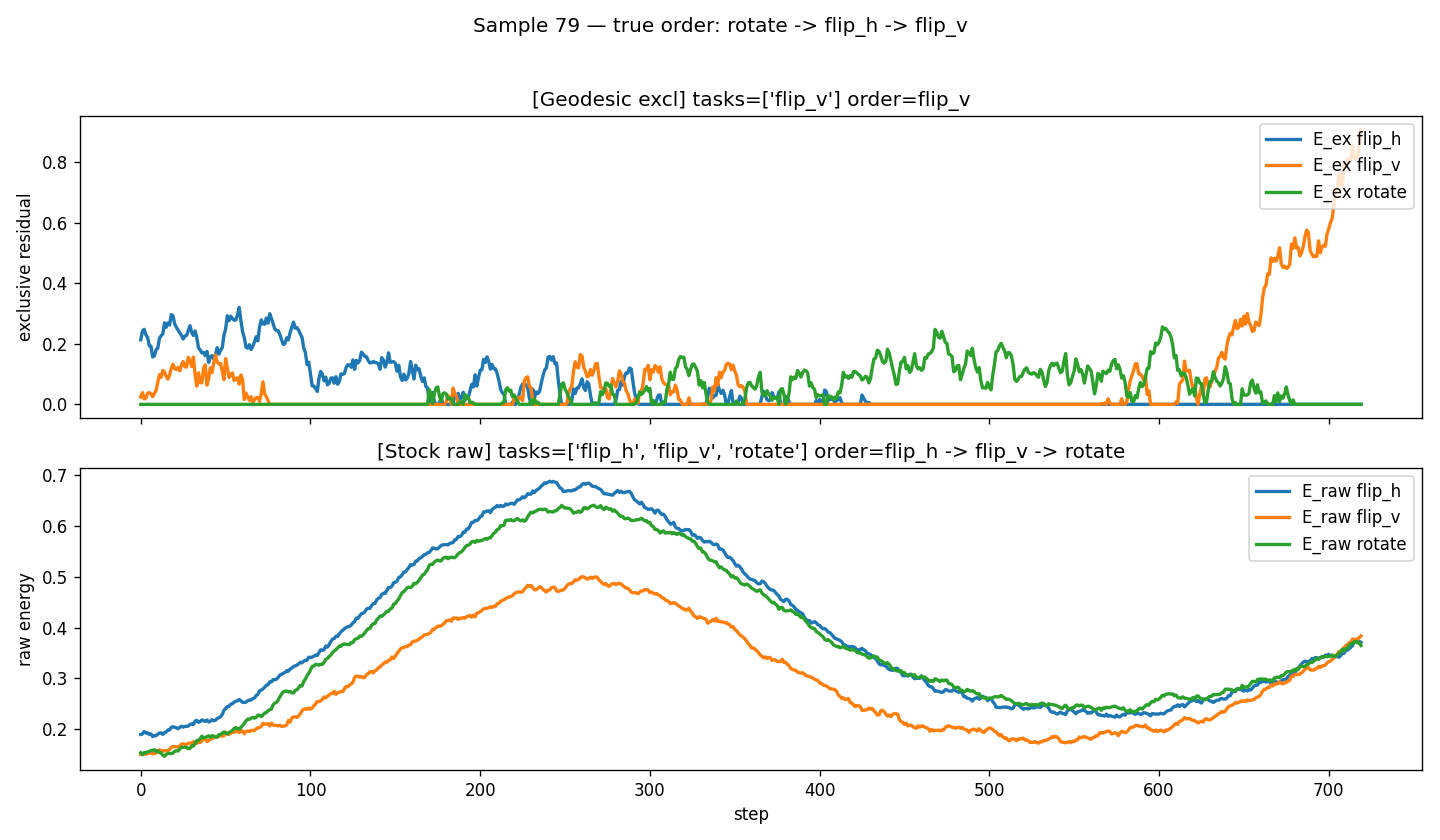 Sample 79 — true order: rotate -> flip_h -> flip_v
[Geodesic excl] tasks=['flip_v'] order=flip_v
exclusive residual
0.8
0.6
0.4
0.2
0.0
E_ex flip_h
E_ex flip_v
E_ex rotate
[Stock raw] tasks=['flip_h', 'flip_v', 'rotate'] order=flip_h -> flip_v -> rotate
raw energy
0.7
0.6
0.5
0.4
0.3
0.2
E_raw flip_h
E_raw flip_v
E_raw rotate
0 100 200 300 400 500 600 700
step